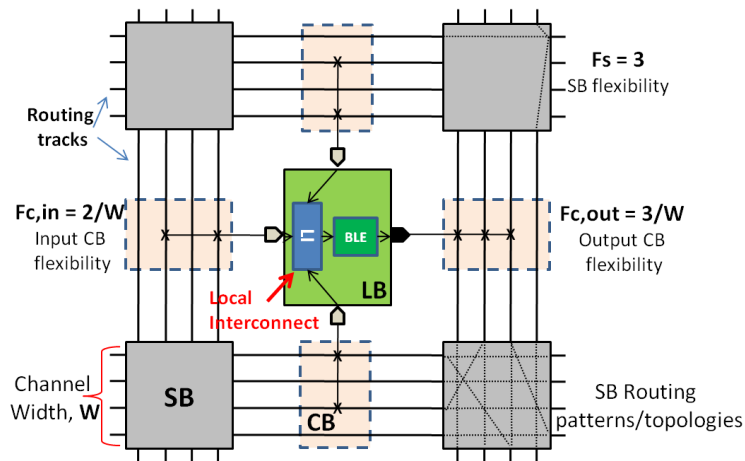 Fs = 3
SB flexibility
Routing
tracks
Fc,in = 2/W
Input CB
flexibility
LI
BLE
LB
Fc,out = 3/W
Output CB
flexibility
Local
Interconnect
Channel
Width, W
SB
CB
SB Routing
patterns/topologies